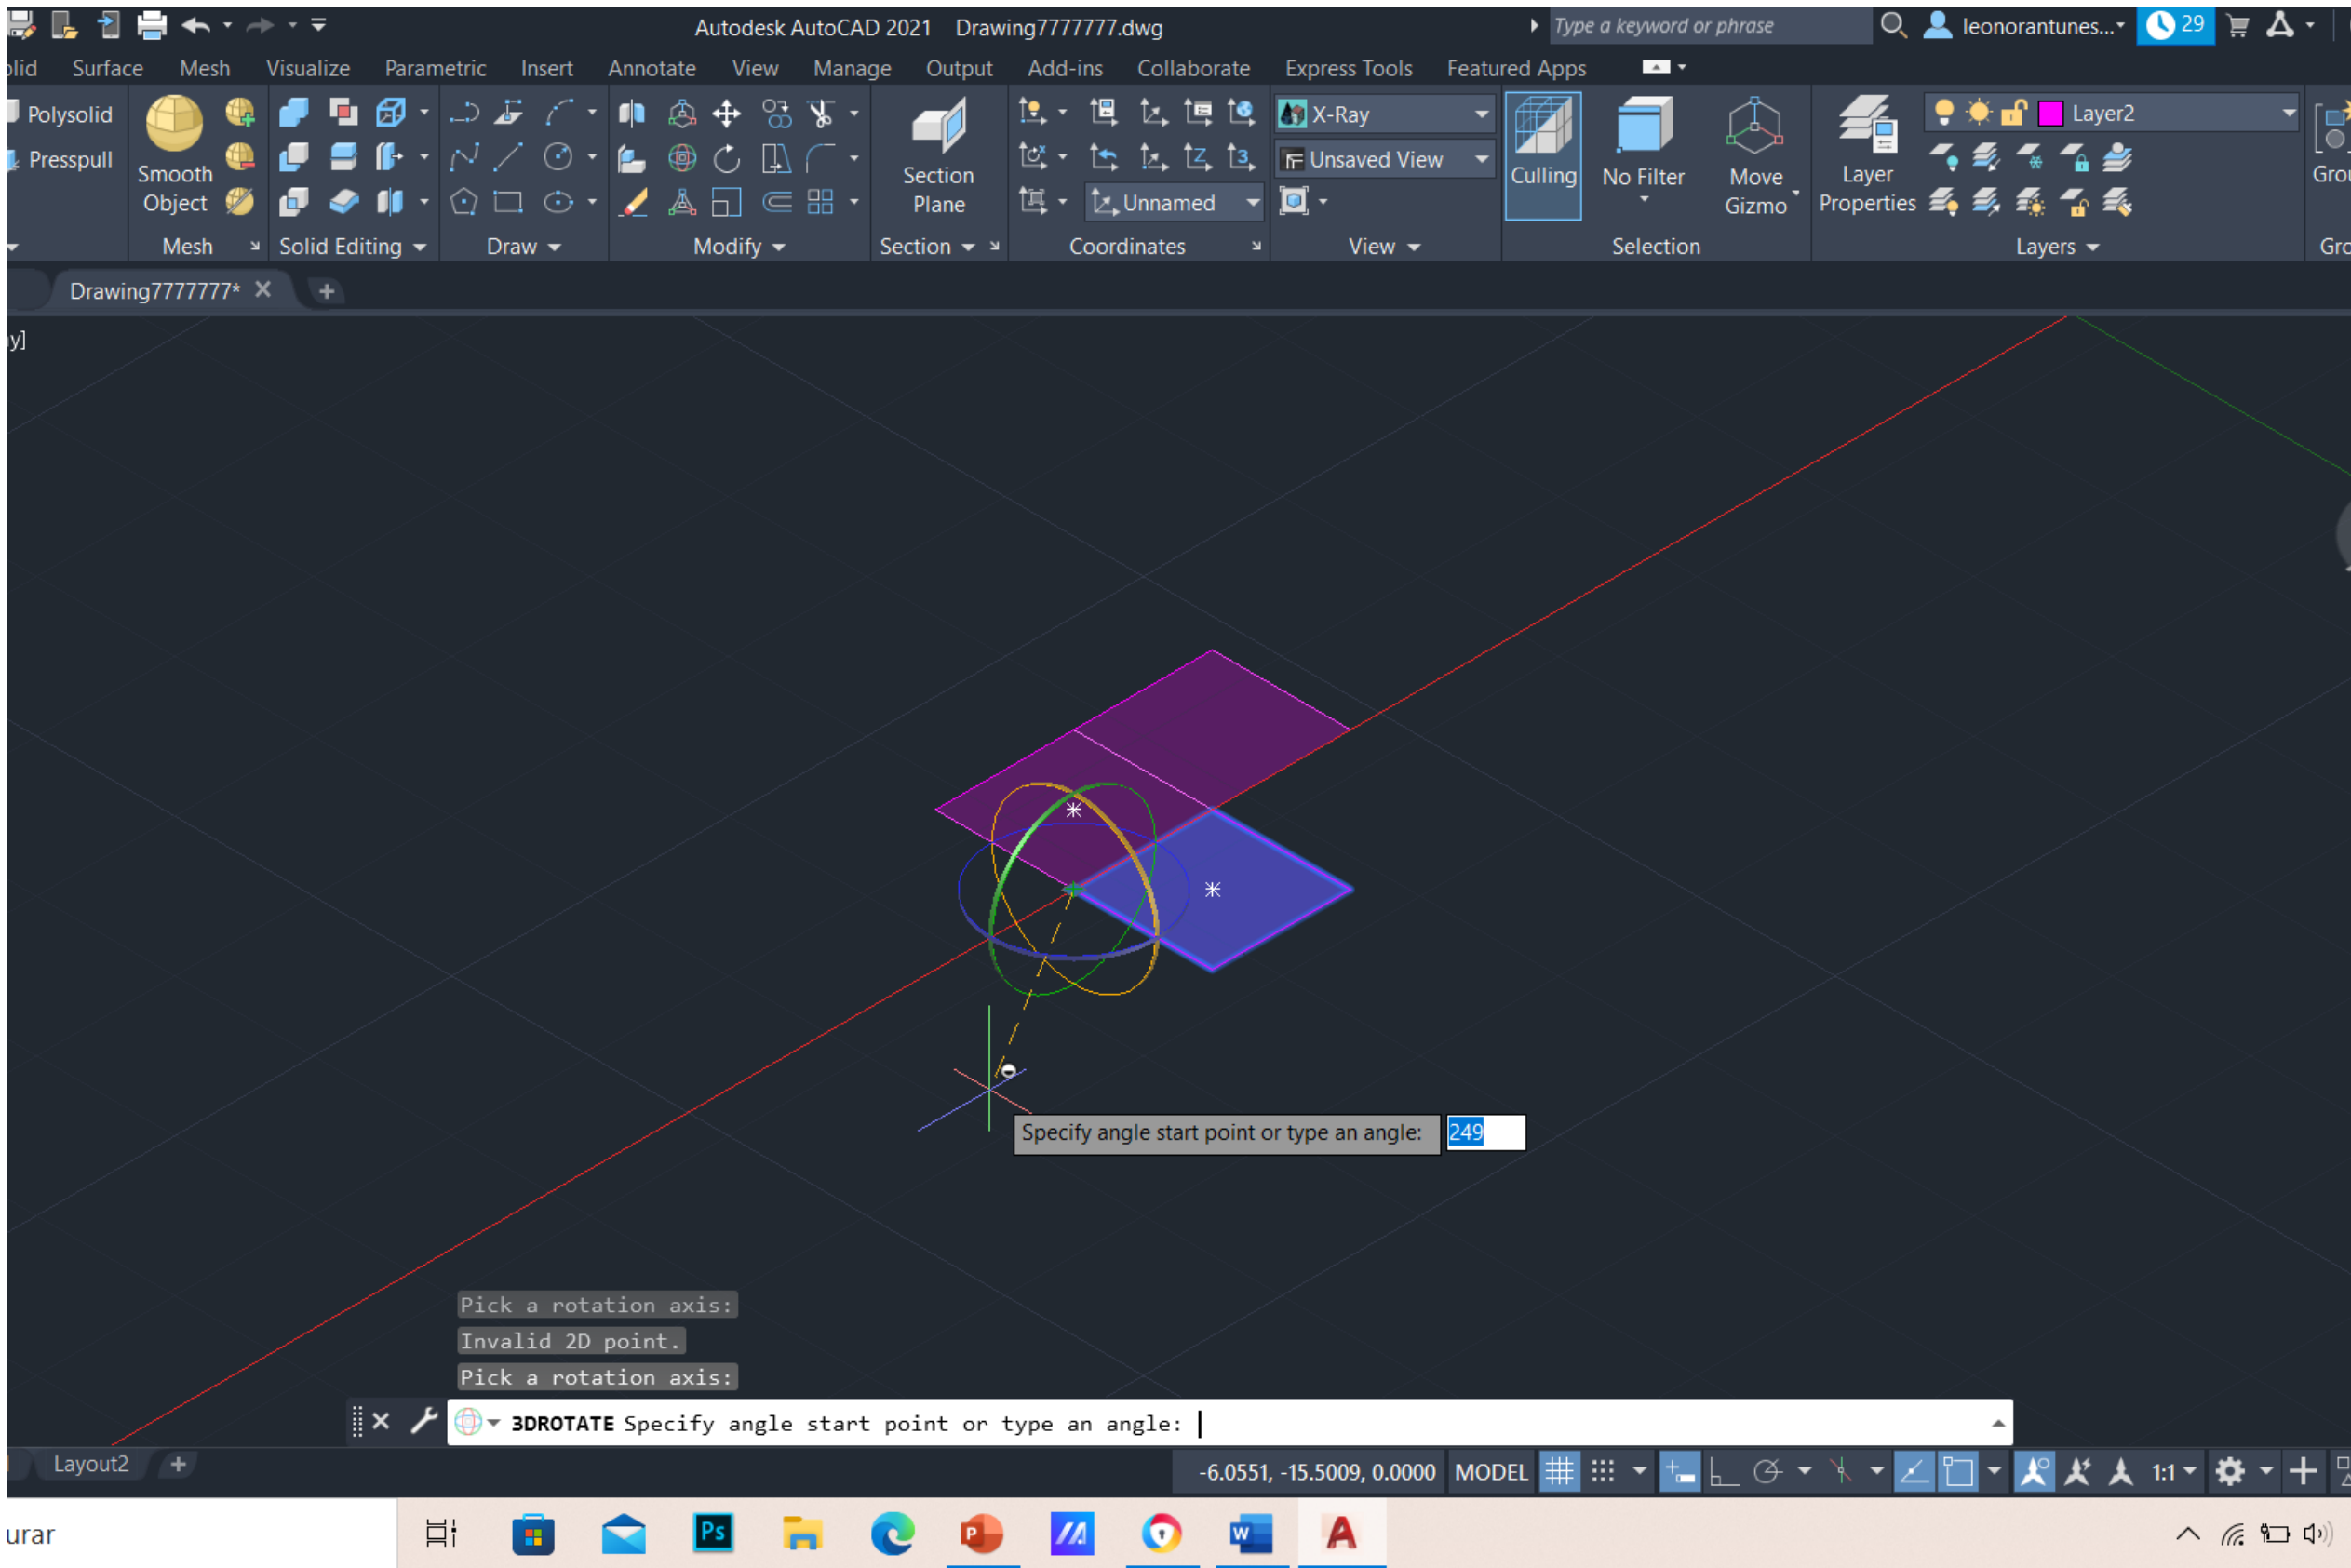 Autodesk AutoCAD 2021 Drawing7777777.dwg
Type a keyword or phrase
leonorantunes...
29
olid Surface Mesh Visualize Parametric Insert Annotate View Manage Output Add-ins Collaborate Express Tools Featured Apps
Polysolid
Presspull
Smooth
Object
Section
Plane
X-Ray
Unsaved View
Unnamed
Culling
No Filter
Move
Gizmo
Layer
Properties
Layer2
Grou
Mesh Solid Editing Draw Modify Section Coordinates View Selection Layers Gro
Drawing7777777*
y]
Specify angle start point or type an angle: 249
Pick a rotation axis:
Invalid 2D point.
Pick a rotation axis:
3DROTATE Specify angle start point or type an angle:
Layout2
-6.0551, -15.5009, 0.0000 MODEL 1:1
urar
Ps
P
W
A